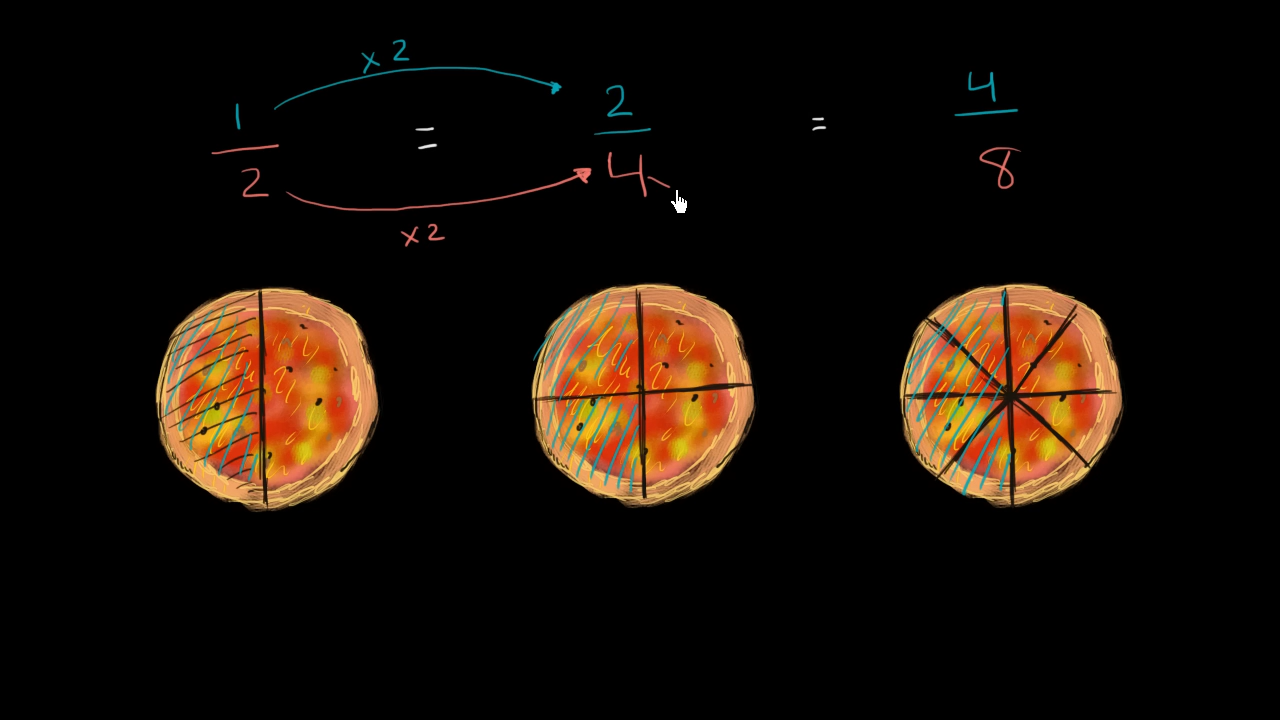 x 2
1/2 = 2/4 = 4/8
x 2